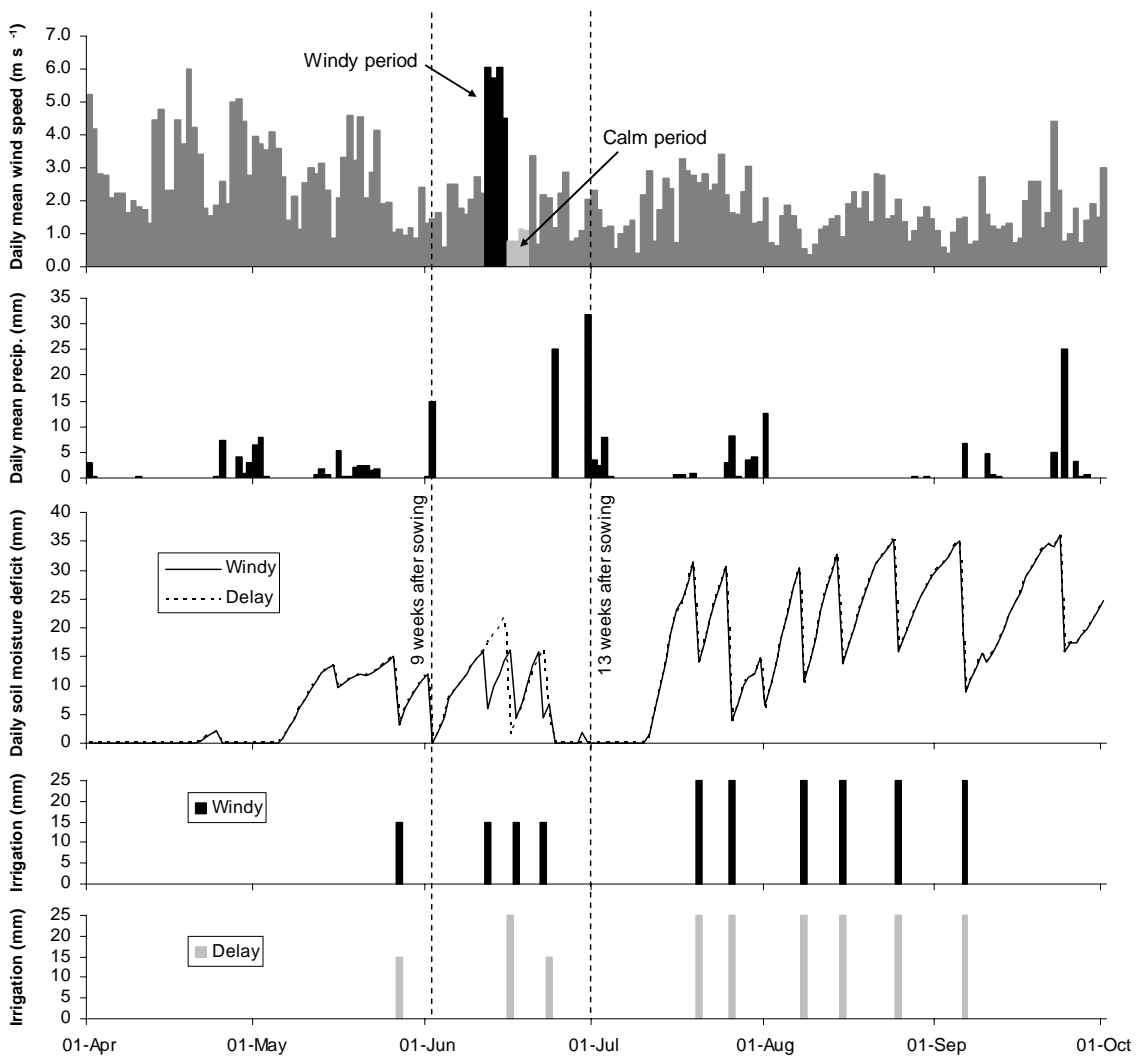 Daily mean wind speed (m s -1)
7.0
6.0
5.0
4.0
3.0
2.0
1.0
0.0
Windy period
Calm period
Daily mean precip. (mm)
35
30
25
20
15
10
5
0
Daily soil moisture deficit (mm)
40
35
30
25
20
15
10
5
0
Windy
Delay
9 weeks after sowing
13 weeks after sowing
Irrigation (mm)
25
20
15
10
5
0
Windy
Irrigation (mm)
25
20
15
10
5
0
Delay
01-Apr 01-May 01-Jun 01-Jul 01-Aug 01-Sep 01-Oct